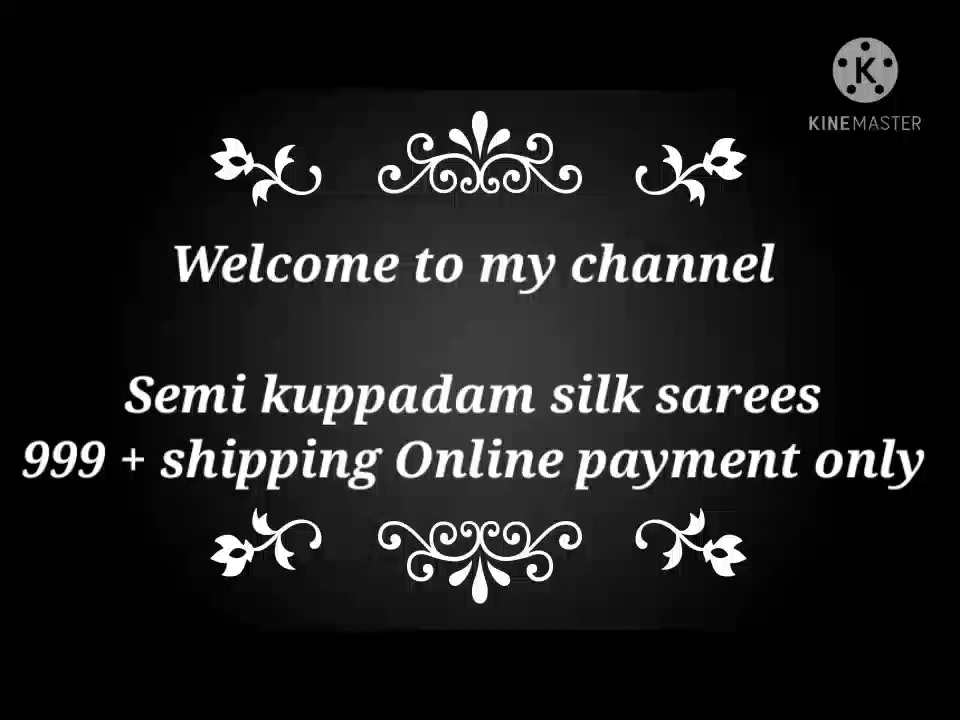 KINEMASTER
Welcome to my channel
Semi kuppadam silk sarees
999 + shipping Online payment only